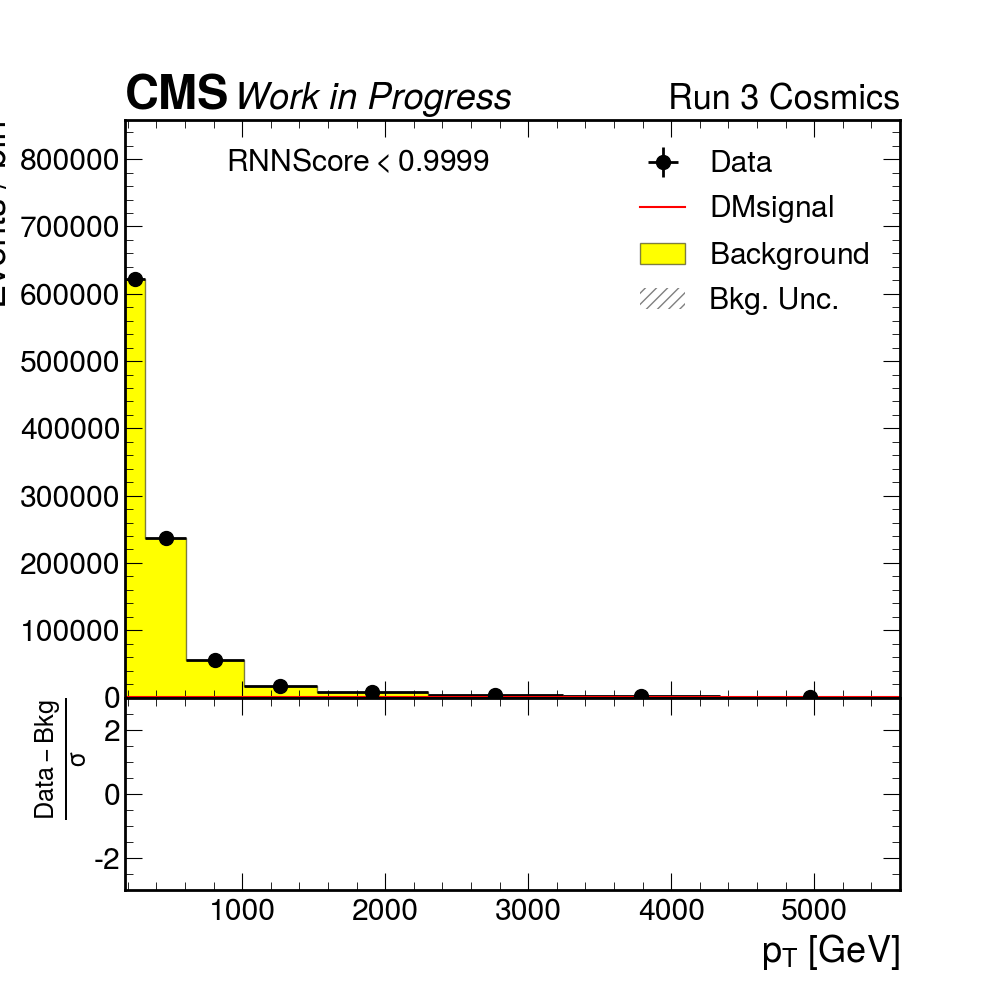 CMS Work in Progress Run 3 Cosmics
RNNScore < 0.9999
Data
DMsignal
Background
Bkg. Unc.
800000
700000
600000
500000
400000
300000
200000
100000
0
Data – Bkg
σ
2
0
-2
1000 2000 3000 4000 5000
pT [GeV]